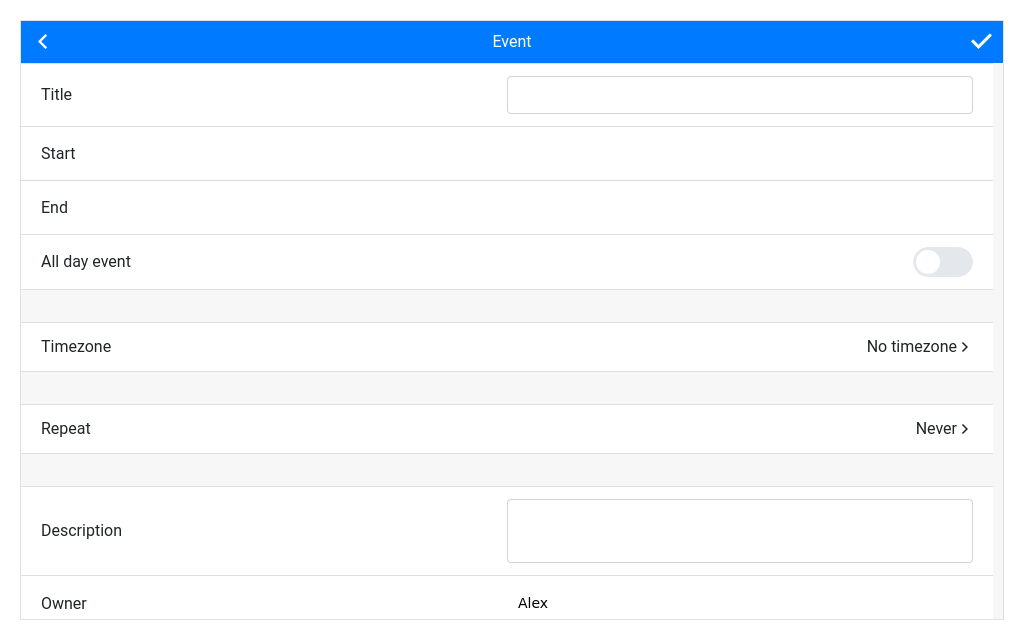 Event
Title
Start
End
All day event
Timezone No timezone
Repeat Never
Description
Owner Alex